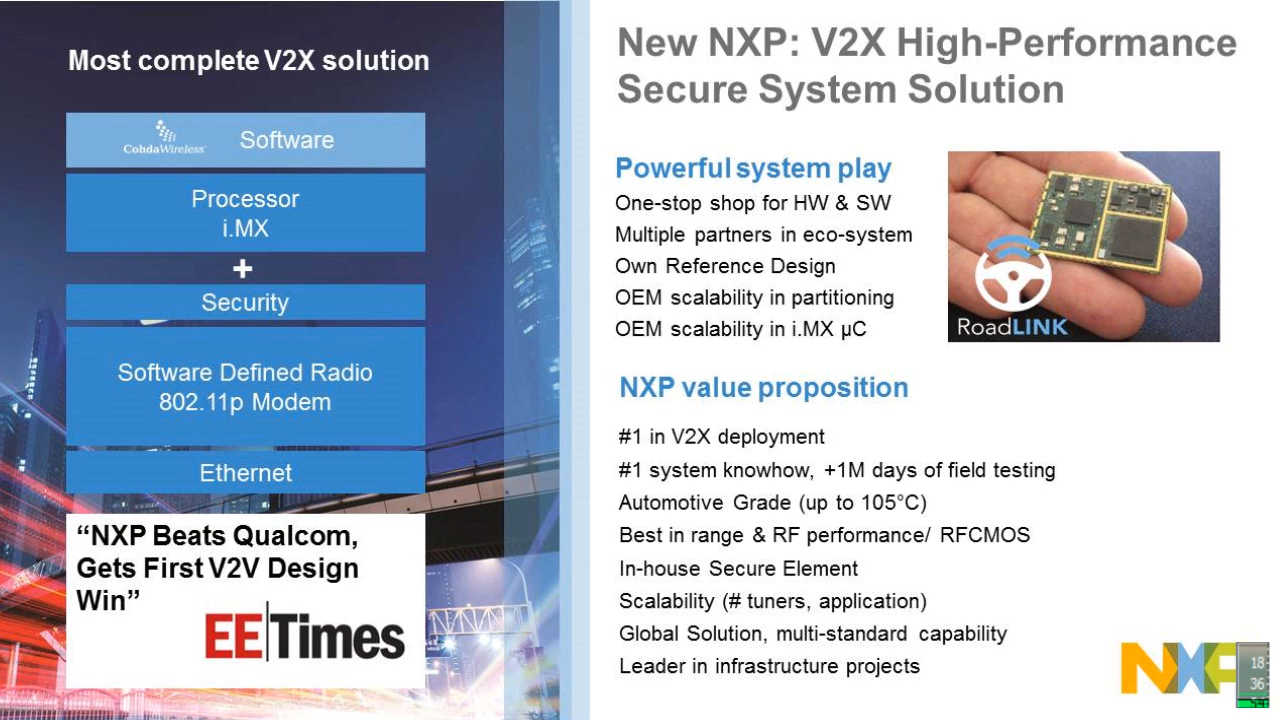 Most complete V2X solution
CohdaWireless Software
Processor
i.MX
+
Security
Software Defined Radio
802.11p Modem
Ethernet
“NXP Beats Qualcom,
Gets First V2V Design
Win”
EE Times
New NXP: V2X High-Performance
Secure System Solution
Powerful system play
One-stop shop for HW & SW
Multiple partners in eco-system
Own Reference Design
OEM scalability in partitioning
OEM scalability in i.MX µC
RoadLINK
NXP value proposition
#1 in V2X deployment
#1 system knowhow, +1M days of field testing
Automotive Grade (up to 105°C)
Best in range & RF performance/ RFCMOS
In-house Secure Element
Scalability (# tuners, application)
Global Solution, multi-standard capability
Leader in infrastructure projects
NXP
18-
36-
54-